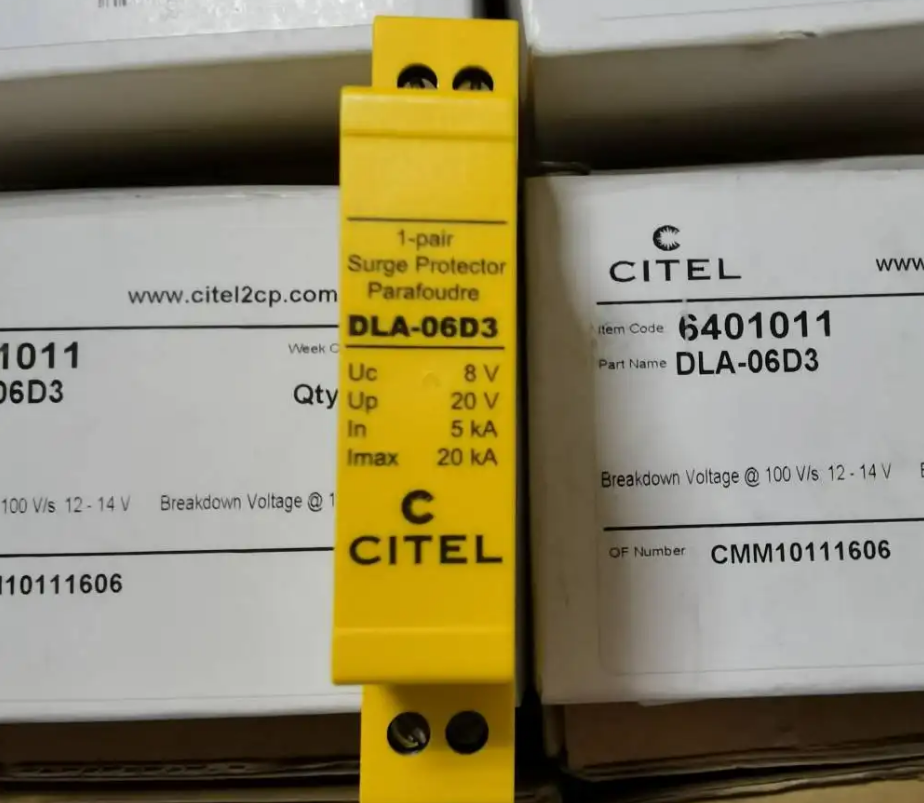 www.citel2cp.com
1011
Week
06D3
Qty
100 V/s 12 - 14 V Breakdown Voltage @
10111606
1-pair
Surge Protector
Parafoudre
DLA-06D3
Uc 8 V
Up 20 V
In 5 kA
Imax 20 kA
C
CITEL
C
CITEL
www
Item Code 6401011
Part Name DLA-06D3
Breakdown Voltage @ 100 V/s 12 - 14 V
OF Number CMM10111606